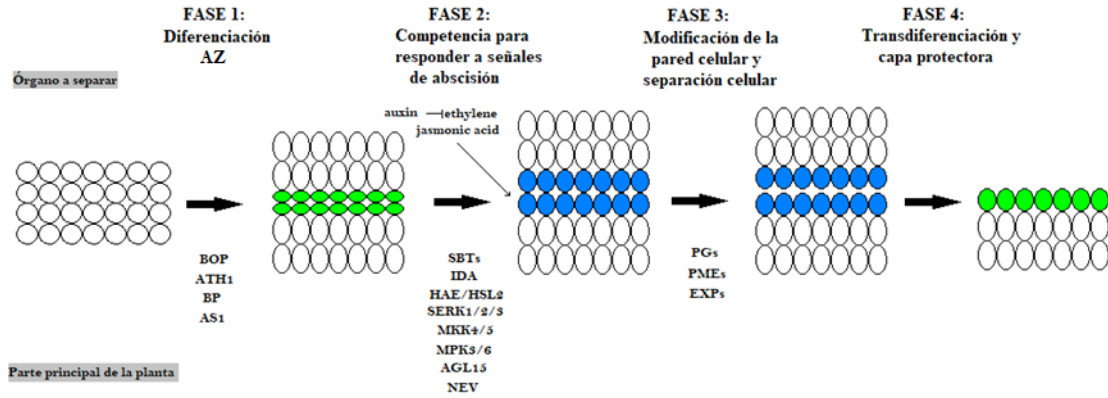 FASE 1:
Diferenciación
AZ
FASE 2:
Competencia para
responder a señales
de abscisión
FASE 3:
Modificación de la
pared celular y
separación celular
FASE 4:
Transdiferenciación y
capa protectora
Órgano a separar
auxin ⊣ethylene
jasmonic acid
BOP
ATH1
BP
AS1
SBTs
IDA
HAE/HSL2
SERK1/2/3
MKK4/5
MPK3/6
AGL15
NEV
PGs
PMEs
EXPs
Parte principal de la planta